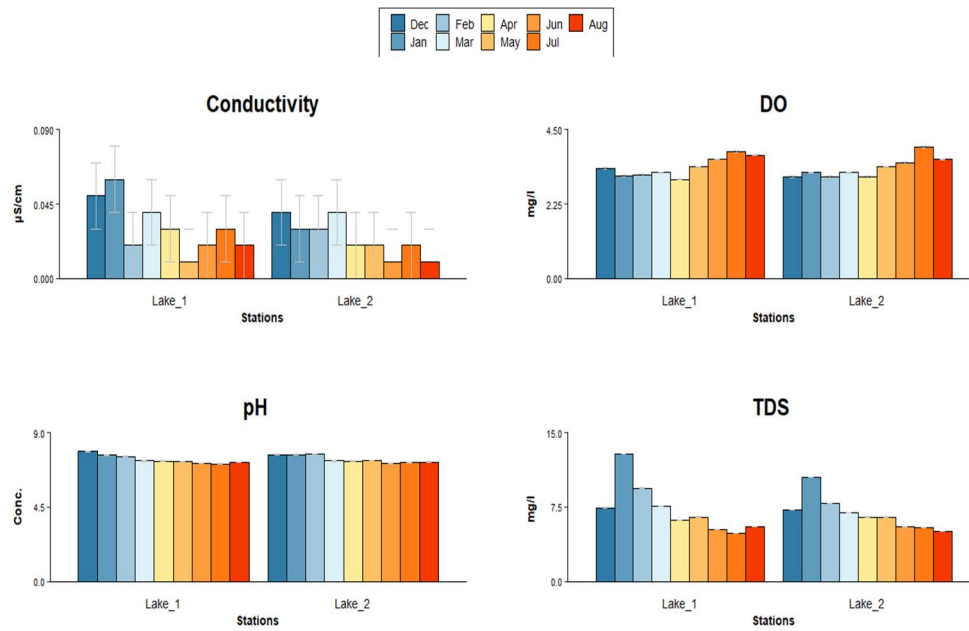 Dec Feb Apr Jun Aug
Jan Mar May Jul
Conductivity
0.090
0.045
0.000
µS/cm
Lake_1 Lake_2
Stations
DO
4.50
2.25
0.00
mg/l
Lake_1 Lake_2
Stations
pH
9.0
4.5
0.0
Conc.
Lake_1 Lake_2
Stations
TDS
15.0
7.5
0.0
mg/l
Lake_1 Lake_2
Stations